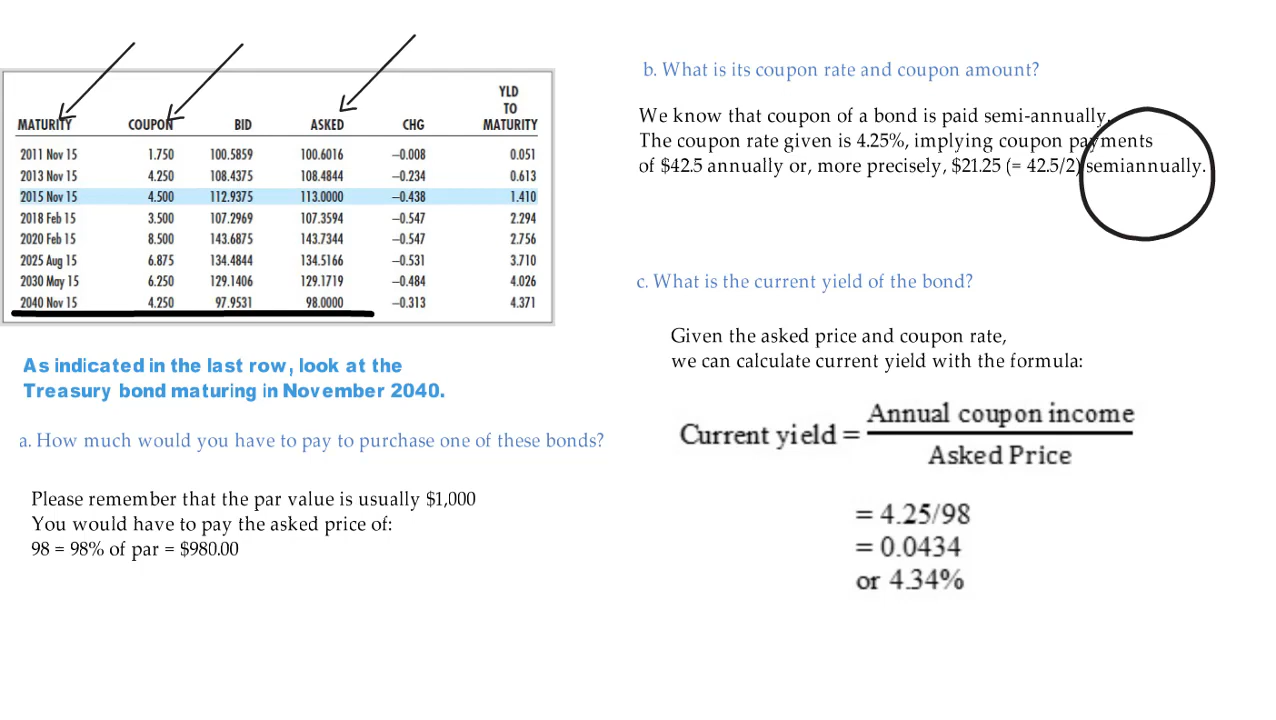 YLD
TO
MATURITY COUPON BID ASKED CHG MATURITY
2011 Nov 15 1.750 100.5859 100.6016 –0.008 0.051
2013 Nov 15 4.250 108.4375 108.4844 –0.234 0.613
2015 Nov 15 4.500 112.9375 113.0000 –0.438 1.410
2018 Feb 15 3.500 107.2969 107.3594 –0.547 2.294
2020 Feb 15 8.500 143.6875 143.7344 –0.547 2.756
2025 Aug 15 6.875 134.4844 134.5166 –0.531 3.710
2030 May 15 6.250 129.1406 129.1719 –0.484 4.026
2040 Nov 15 4.250 97.9531 98.0000 –0.313 4.371
As indicated in the last row, look at the
Treasury bond maturing in November 2040.
a. How much would you have to pay to purchase one of these bonds?
Please remember that the par value is usually $1,000
You would have to pay the asked price of:
98 = 98% of par = $980.00
b. What is its coupon rate and coupon amount?
We know that coupon of a bond is paid semi-annually.
The coupon rate given is 4.25%, implying coupon payments
of $42.5 annually or, more precisely, $21.25 (= 42.5/2) semiannually.
c. What is the current yield of the bond?
Given the asked price and coupon rate,
we can calculate current yield with the formula:
Annual coupon income
Current yield =
Asked Price
= 4.25/98
= 0.0434
or 4.34%